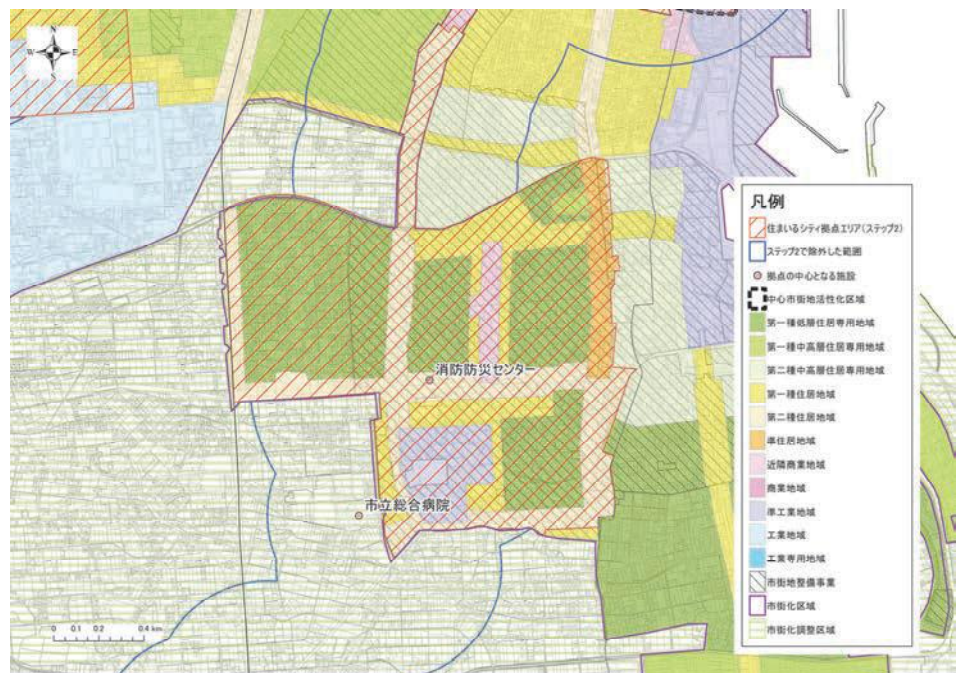 N
W E
S
消防防災センター
市立総合病院
0 0.1 0.2 0.4 km
凡例
住まいるシティ拠点エリア(ステップ2)
ステップ2で除外した範囲
拠点の中心となる施設
中心市街地活性化区域
第一種低層住居専用地域
第一種中高層住居専用地域
第二種中高層住居専用地域
第一種住居地域
第二種住居地域
準住居地域
近隣商業地域
商業地域
準工業地域
工業地域
工業専用地域
市街地整備事業
市街化区域
市街化調整区域